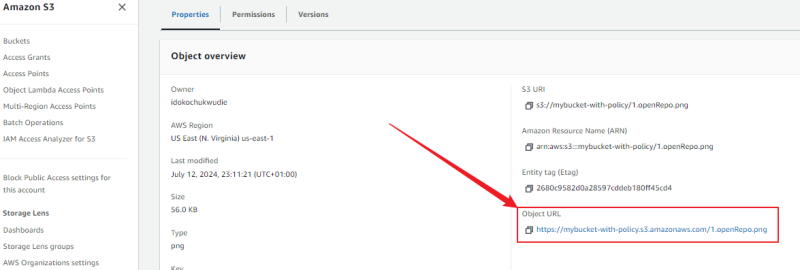 Amazon S3
Buckets
Access Grants
Access Points
Object Lambda Access Points
Multi-Region Access Points
Batch Operations
IAM Access Analyzer for S3
Block Public Access settings for
this account
Storage Lens
Dashboards
Storage Lens groups
AWS Organizations settings
Properties
Permissions
Versions
Object overview
Owner
idokochukwudie
AWS Region
US East (N. Virginia) us-east-1
Last modified
July 12, 2024, 23:11:21 (UTC+01:00)
Size
56.0 KB
Type
png
Key
S3 URI
s3://mybucket-with-policy/1.openRepo.png
Amazon Resource Name (ARN)
arn:aws:s3:::mybucket-with-policy/1.openRepo.png
Entity tag (Etag)
2680c9582d0a28597cddeb180ff45cd4
Object URL
https://mybucket-with-policy.s3.amazonaws.com/1.openRepo.png